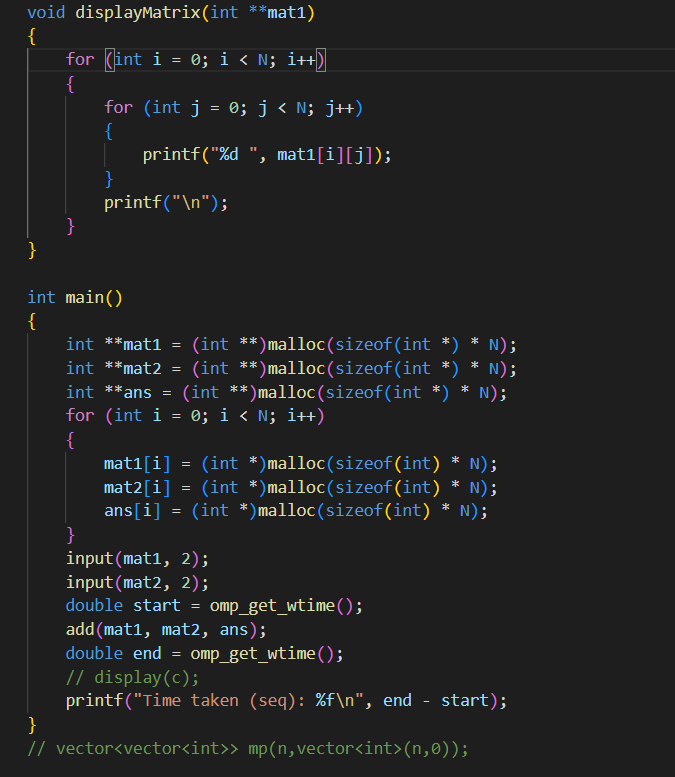 void displayMatrix(int **mat1)
{
    for (int i = 0; i < N; i++)
    {
        for (int j = 0; j < N; j++)
        {
            printf("%d ", mat1[i][j]);
        }
        printf("\n");
    }
}

int main()
{
    int **mat1 = (int **)malloc(sizeof(int *) * N);
    int **mat2 = (int **)malloc(sizeof(int *) * N);
    int **ans = (int **)malloc(sizeof(int *) * N);
    for (int i = 0; i < N; i++)
    {
        mat1[i] = (int *)malloc(sizeof(int) * N);
        mat2[i] = (int *)malloc(sizeof(int) * N);
        ans[i] = (int *)malloc(sizeof(int) * N);
    }
    input(mat1, 2);
    input(mat2, 2);
    double start = omp_get_wtime();
    add(mat1, mat2, ans);
    double end = omp_get_wtime();
    // display(c);
    printf("Time taken (seq): %f\n", end - start);
}
// vector<vector<int>> mp(n,vector<int>(n,0));